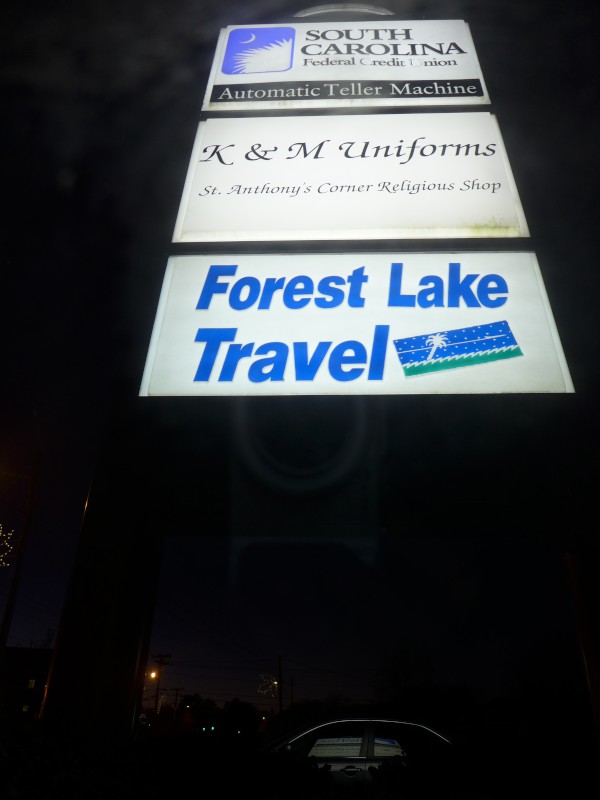 SOUTH
CAROLINA
Federal Credit Union
Automatic Teller Machine
K & M Uniforms
St. Anthony's Corner Religious Shop
Forest Lake
Travel